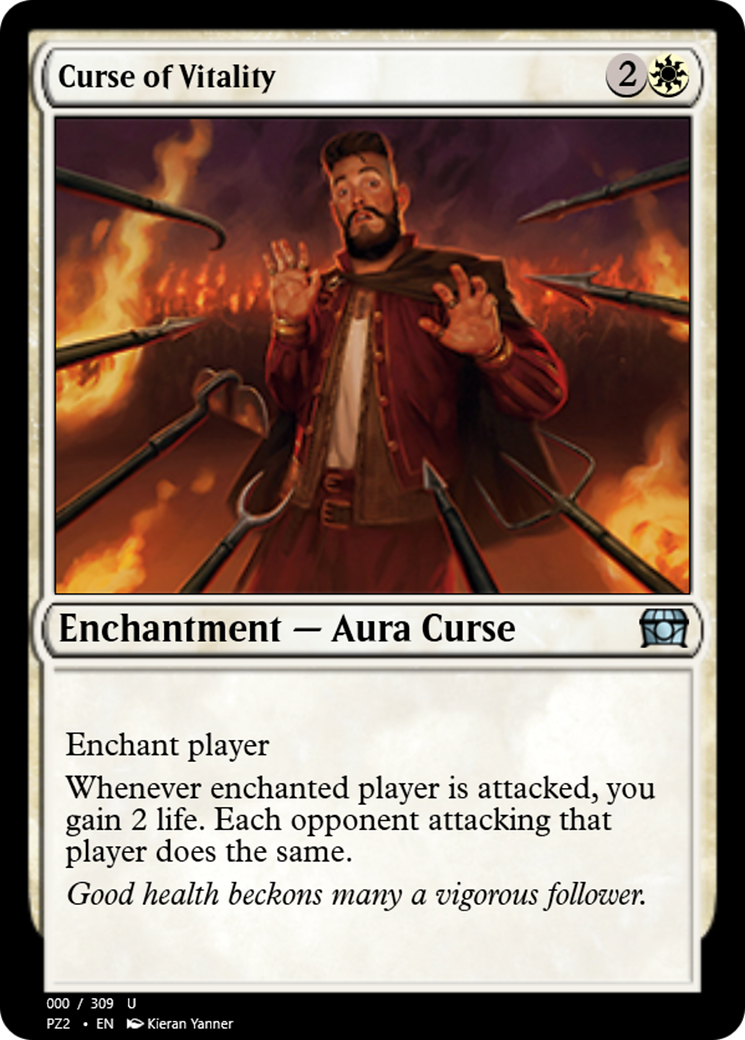 Curse of Vitality 2
Enchantment — Aura Curse
Enchant player
Whenever enchanted player is attacked, you
gain 2 life. Each opponent attacking that
player does the same.
Good health beckons many a vigorous follower.
000 / 309 U
PZ2 • EN Kieran Yanner